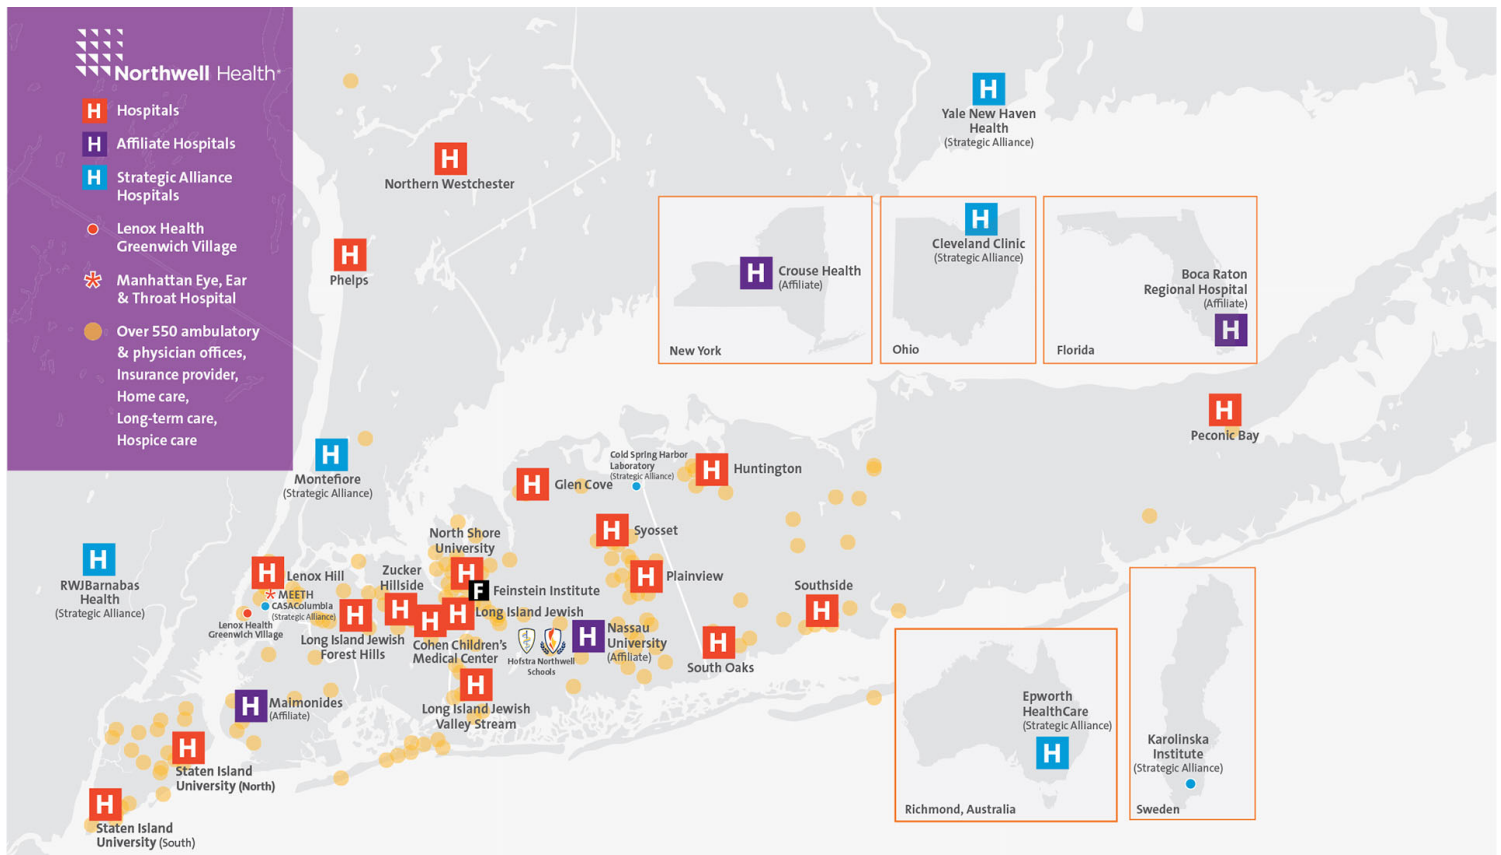 Northwell Health
H Hospitals
H Affiliate Hospitals
H Strategic Alliance
Hospitals
Lenox Health
Greenwich Village
* Manhattan Eye, Ear
& Throat Hospital
Over 550 ambulatory
& physician offices,
Insurance provider,
Home care,
Long-term care,
Hospice care
H
Yale New Haven
Health
(Strategic Alliance)
H
Northern Westchester
H
Phelps
H
Crouse Health
(Affiliate)
New York
H
Cleveland Clinic
(Strategic Alliance)
Ohio
Boca Raton
Regional Hospital
(Affiliate)
H
Florida
H
Peconic Bay
H
Montefiore
(Strategic Alliance)
Cold Spring Harbor
Laboratory
(Strategic Alliance)
H
Huntington
H
Glen Cove
H
Syosset
North Shore
University
H
H
RWJBarnabas
Health
(Strategic Alliance)
H
Lenox Hill
* MEETH
CASAColumbia
(Strategic Alliance)
Lenox Health
Greenwich Village
Zucker
Hillside
H
F
Feinstein Institute
H
Plainview
Southside
H
H
Long Island Jewish
H
Long Island Jewish
Forest Hills
H
Cohen Children's
Medical Center
Hofstra Northwell
Schools
H
Nassau
University
(Affiliate)
H
South Oaks
H
Long Island Jewish
Valley Stream
H
Maimonides
(Affiliate)
H
Staten Island
University (North)
H
Staten Island
University (South)
Epworth
HealthCare
(Strategic Alliance)
H
Richmond, Australia
Karolinska
Institute
(Strategic Alliance)
Sweden